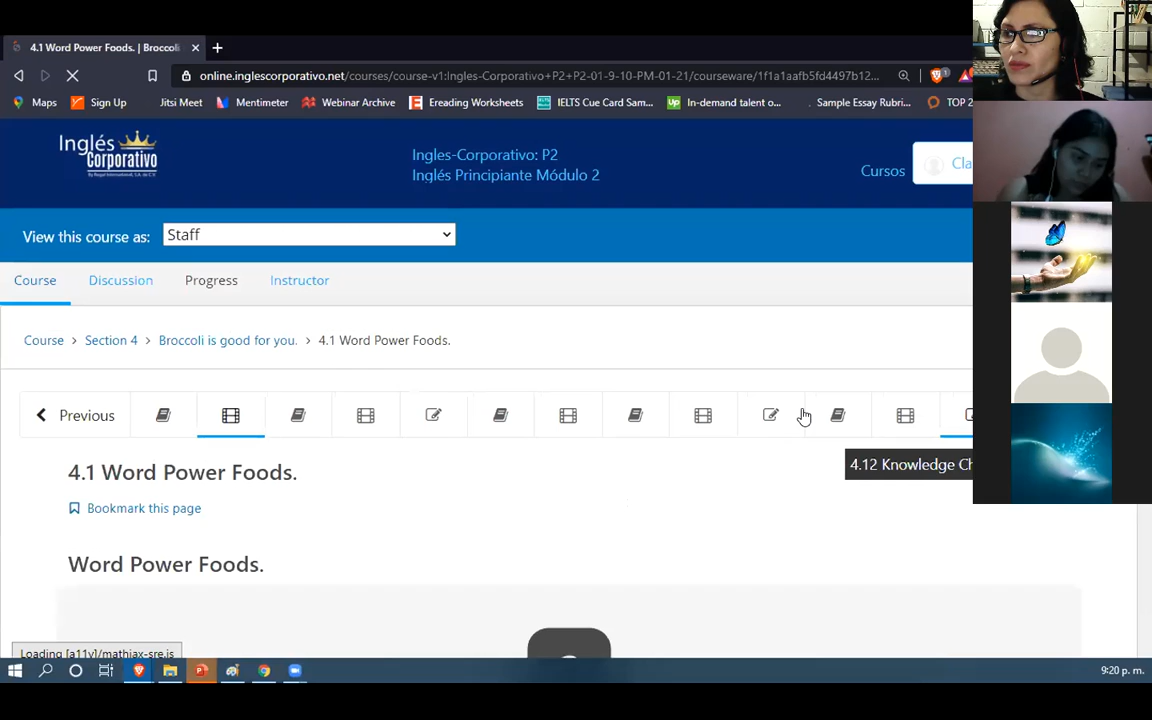 4.1 Word Power Foods. | Broccoli
online.inglescorporativo.net/courses/course-v1:Ingles-Corporativo+P2+P2-01-9-10-PM-01-21/courseware/1f1a1aafb5fd4497b12...
Maps Sign Up Jitsi Meet Mentimeter Webinar Archive Ereading Worksheets IELTS Cue Card Sam... In-demand talent o... Sample Essay Rubri... TOP
Inglés
Corporativo
Ingles-Corporativo: P2
Inglés Principiante Módulo 2
Cursos
Cla
View this course as: Staff
Course Discussion Progress Instructor
Course > Section 4 > Broccoli is good for you. > 4.1 Word Power Foods.
Previous
4.12 Knowledge Ch
4.1 Word Power Foods.
Bookmark this page
Word Power Foods.
Loading [a11y]/mathjax-sre.js
9:20 p. m.